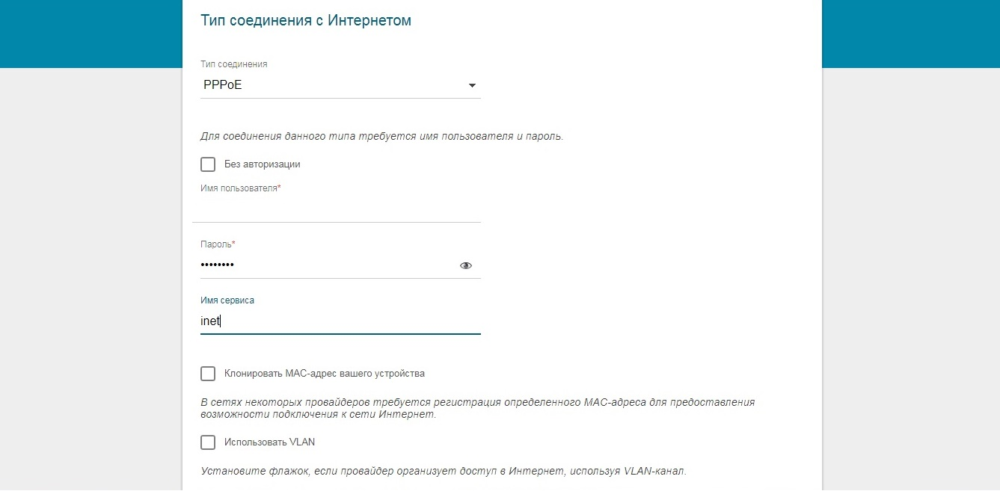 Тип соединения с Интернетом
Тип соединения
PPPoE
Для соединения данного типа требуется имя пользователя и пароль.
Без авторизации
Имя пользователя*
Пароль*
••••••••
Имя сервиса
inet
Клонировать MAC-адрес вашего устройства
В сетях некоторых провайдеров требуется регистрация определенного MAC-адреса для предоставления
возможности подключения к сети Интернет.
Использовать VLAN
Установите флажок, если провайдер организует доступ в Интернет, используя VLAN-канал.